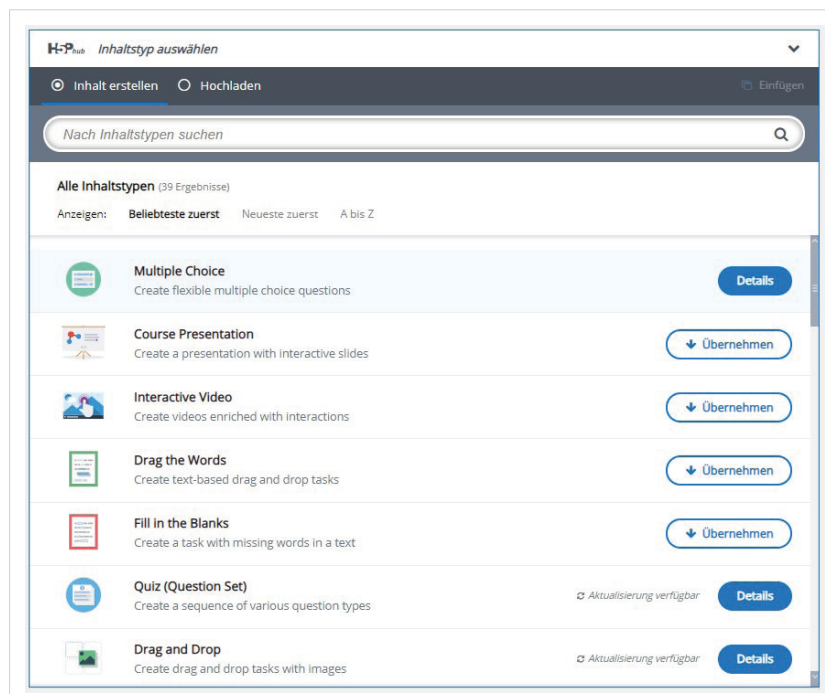 H5Phub Inhaltstyp auswählen
Inhalt erstellen Hochladen Einfügen
Nach Inhaltstypen suchen
Alle Inhaltstypen (39 Ergebnisse)
Anzeigen: Beliebteste zuerst Neueste zuerst A bis Z
Multiple Choice
Create flexible multiple choice questions
Details
Course Presentation
Create a presentation with interactive slides
Übernehmen
Interactive Video
Create videos enriched with interactions
Übernehmen
Drag the Words
Create text-based drag and drop tasks
Übernehmen
Fill in the Blanks
Create a task with missing words in a text
Übernehmen
Quiz (Question Set)
Create a sequence of various question types
Aktualisierung verfügbar Details
Drag and Drop
Create drag and drop tasks with images
Aktualisierung verfügbar Details